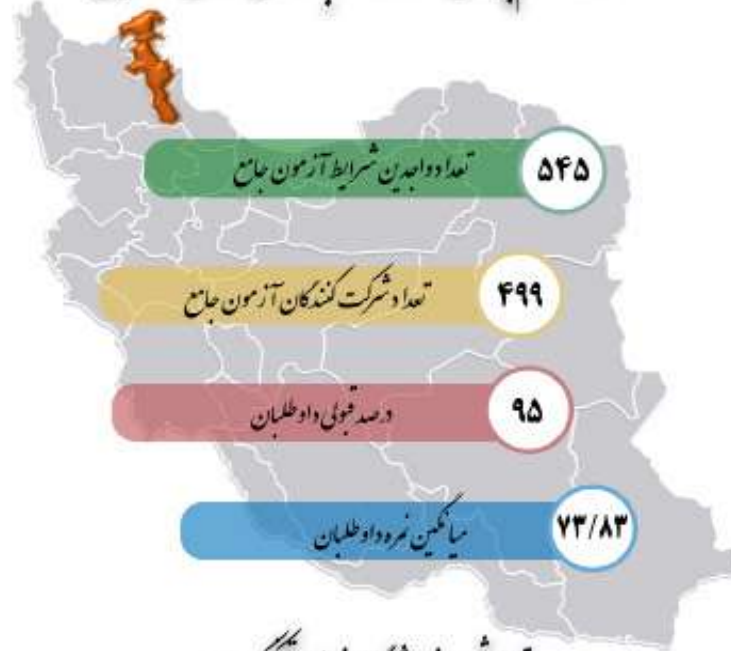 ۵۴۵ تعداد واجدین شرایط آزمون جامع
۴۹۹ تعداد شرکت کنندگان آزمون جامع
۹۵ درصد قبولی داوطلبان
۷۳/۸۳ میانگین نمره داوطلبان